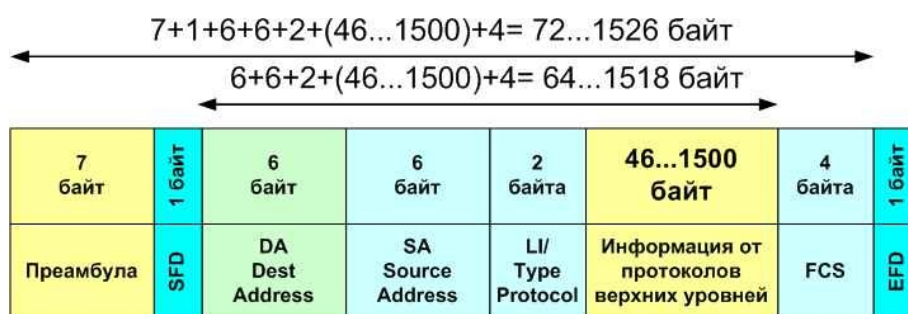 7+1+6+6+2+(46...1500)+4= 72...1526 байт
6+6+2+(46...1500)+4= 64...1518 байт
7
байт
1 байт
6
байт
6
байт
2
байта
46...1500
байт
4
байта
1 байт
Преамбула
SFD
DA
Dest
Address
SA
Source
Address
LI/
Type
Protocol
Информация от
протоколов
верхних уровней
FCS
EFD